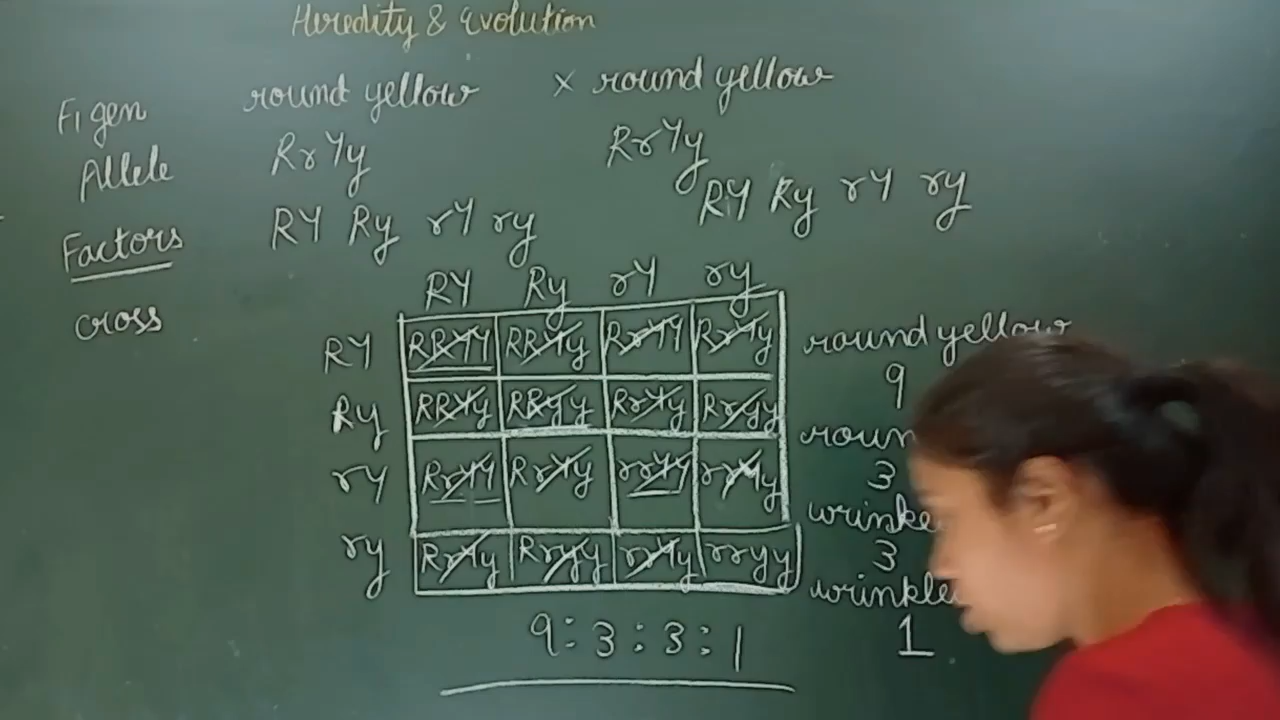 Heredity & Evolution
F1 gen round yellow x round yellow
Allele RrYy RrYy
Factors RY Ry rY ry RY Ry rY ry
cross
RY Ry rY ry
RY RRYY RRYy RrYY RrYy round yellow
9
Ry RRYy RRyy RrYy Rryy
3
rY RrYY RrYy rrYY rrYy
3
ry RrYy Rryy rrYy rryy
1
9:3:3:1